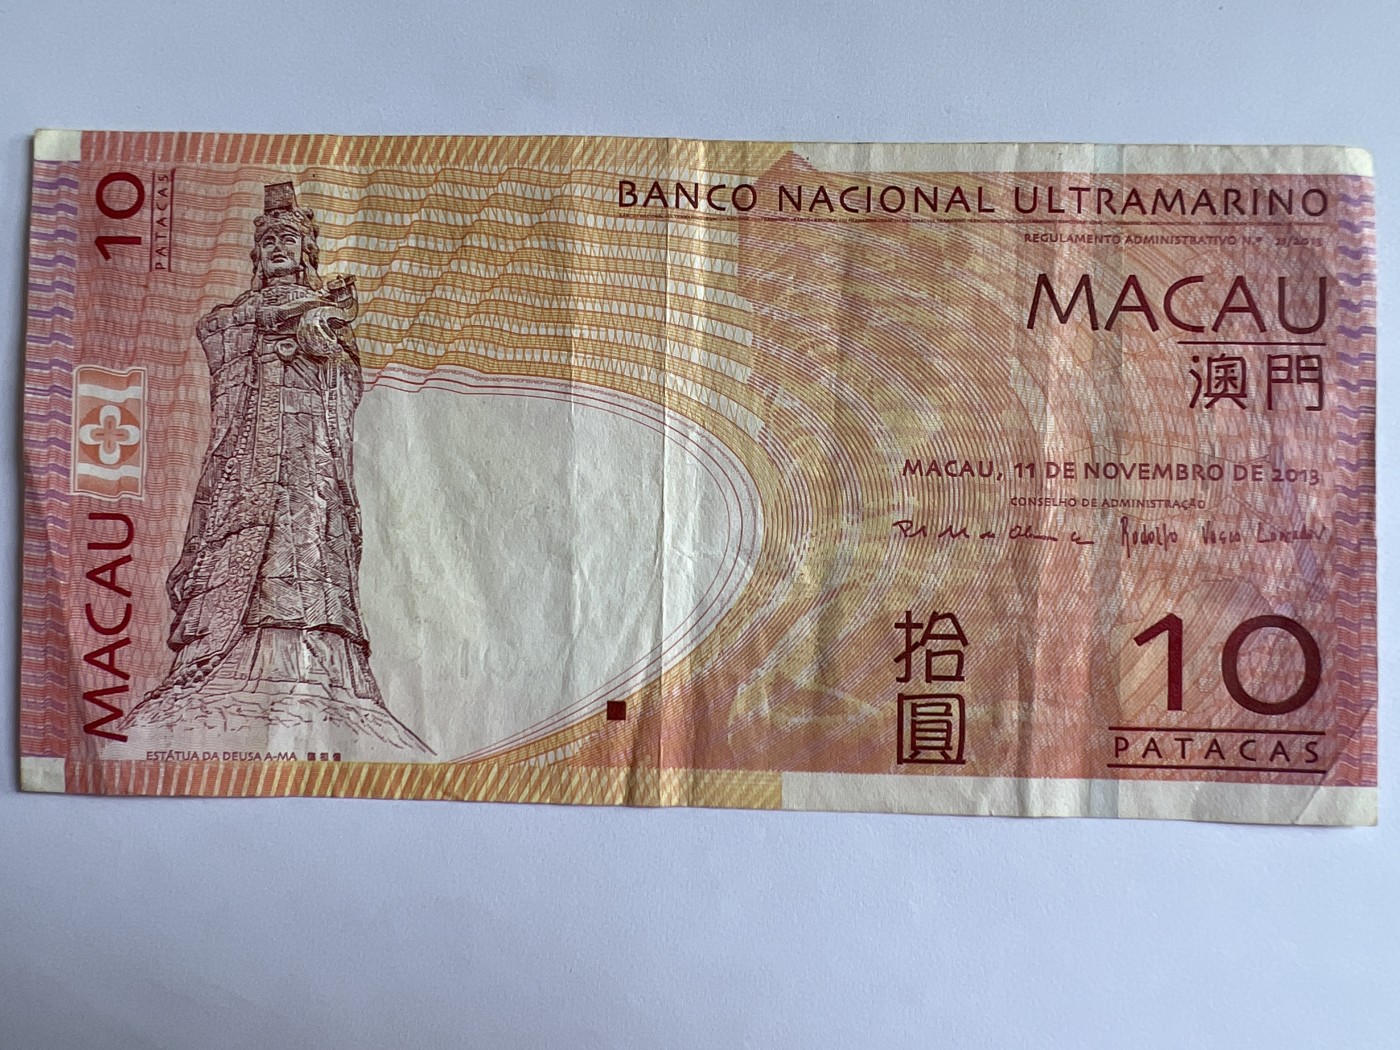 10
PATACAS
MACAU
ESTÁTUA DA DEUSA A-MA
BANCO NACIONAL ULTRAMARINO
REGULAMENTO ADMINISTRATIVO N.º
MACAU
澳門
MACAU, 11 DE NOVEMBRO DE 2013
CONSELHO DE ADMINISTRAÇÃO
拾
圓
10
PATACAS